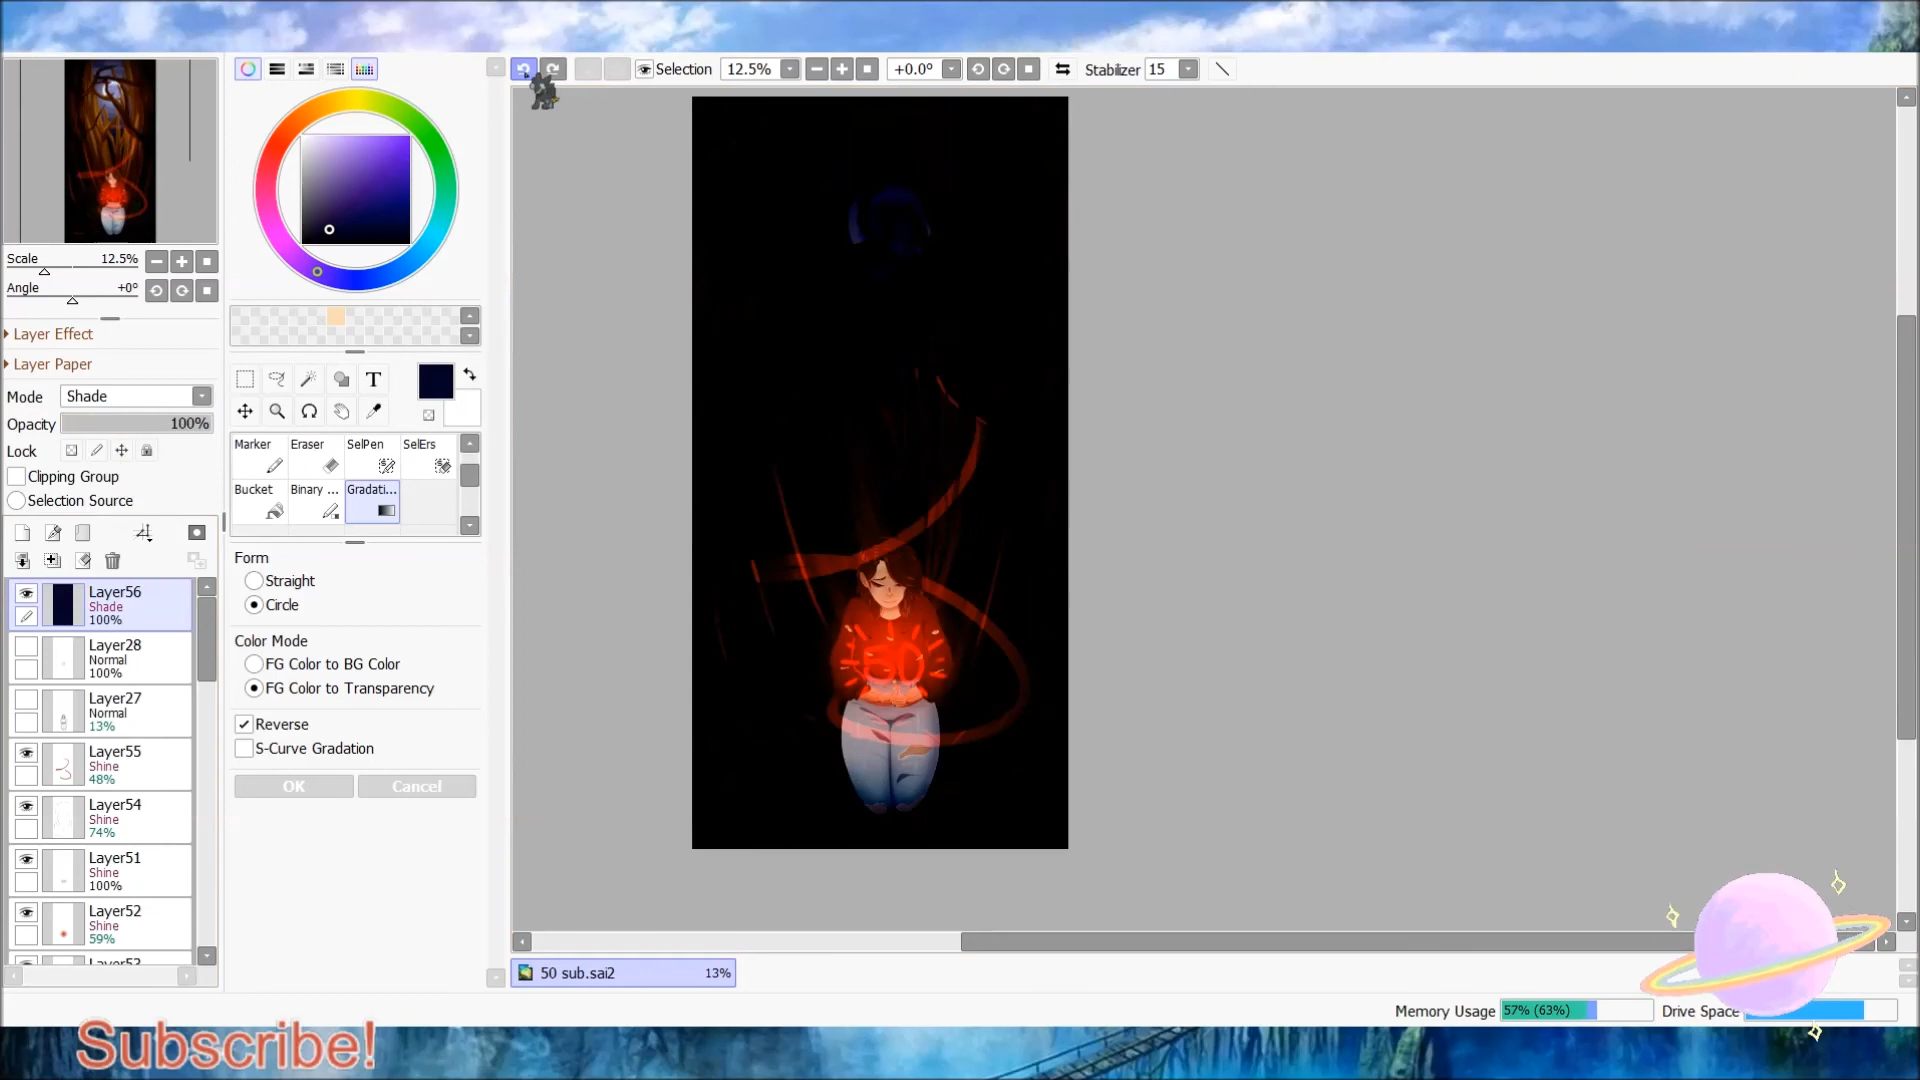 Selection 12.5% +0.0° Stabilizer 15
Scale 12.5%
Angle +0°
Layer Effect
Layer Paper
Mode Shade
Opacity 100%
Lock
Clipping Group
Selection Source
Layer56
Shade
100%
Layer28
Normal
100%
Layer27
Normal
13%
Layer55
Shine
48%
Layer54
Shine
74%
Layer51
Shine
100%
Layer52
Shine
59%
T
Marker Eraser SelPen SelErs
Bucket Binary ... Gradati...
Form
Straight
Circle
Color Mode
FG Color to BG Color
FG Color to Transparency
Reverse
S-Curve Gradation
OK Cancel
50
50 sub.sai2 13%
Memory Usage 57% (63%) Drive Space
Subscribe!